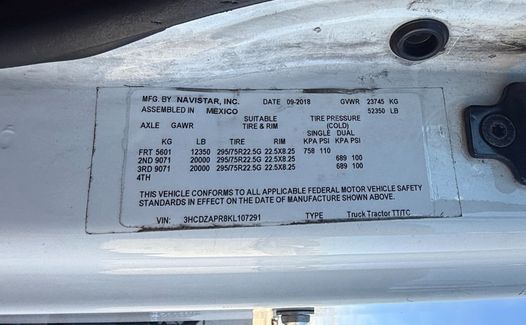 MFG. BY NAVISTAR, INC. DATE 09-2018 GVWR 23745 KG
ASSEMBLED IN MEXICO 52350 LB
SUITABLE TIRE PRESSURE
AXLE GAWR TIRE & RIM (COLD)
SINGLE DUAL
KG LB TIRE RIM KPA PSI KPA PSI
FRT 5601 12350 295/75R22.5G 22.5X8.25 758 110
2ND 9071 20000 295/75R22.5G 22.5X8.25 689 100
3RD 9071 20000 295/75R22.5G 22.5X8.25 689 100
4TH
THIS VEHICLE CONFORMS TO ALL APPLICABLE FEDERAL MOTOR VEHICLE SAFETY
STANDARDS IN EFFECT ON THE DATE OF MANUFACTURE SHOWN ABOVE.
VIN: 3HCDZAPR8KL107291 TYPE Truck Tractor TT/TC